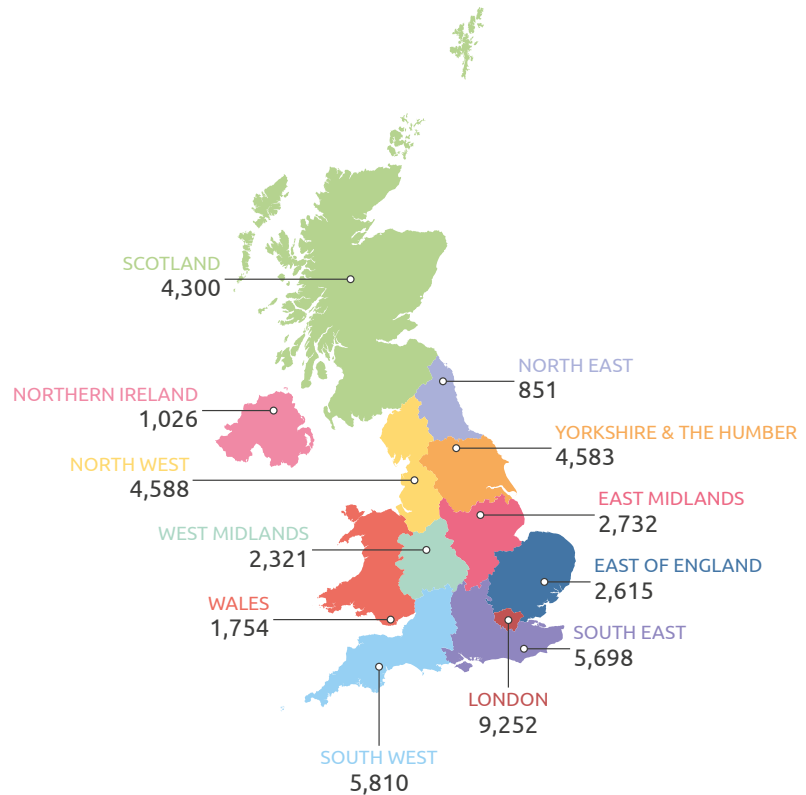 SCOTLAND
4,300
NORTH EAST
851
NORTHERN IRELAND
1,026
YORKSHIRE & THE HUMBER
4,583
NORTH WEST
4,588
EAST MIDLANDS
2,732
WEST MIDLANDS
2,321
EAST OF ENGLAND
2,615
WALES
1,754
SOUTH EAST
5,698
LONDON
9,252
SOUTH WEST
5,810